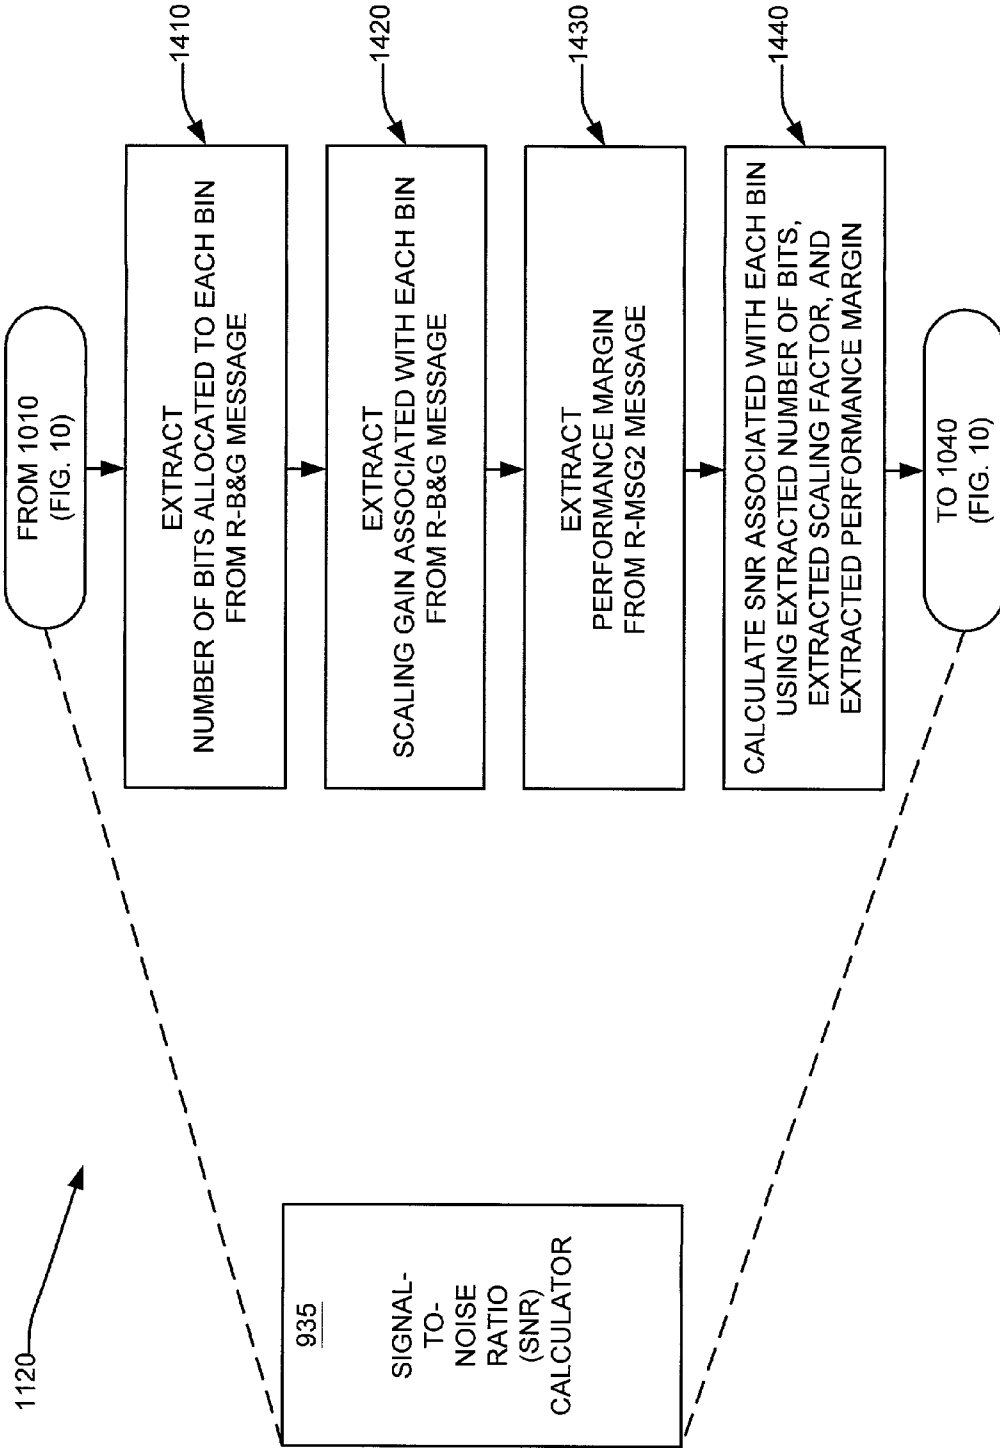 1120
935
SIGNAL-
TO-
NOISE
RATIO
(SNR)
CALCULATOR
FROM 1010
(FIG. 10)
1410
EXTRACT
NUMBER OF BITS ALLOCATED TO EACH BIN
FROM R-B&G MESSAGE
1420
EXTRACT
SCALING GAIN ASSOCIATED WITH EACH BIN
FROM R-B&G MESSAGE
1430
EXTRACT
PERFORMANCE MARGIN
FROM R-MSG2 MESSAGE
1440
CALCULATE SNR ASSOCIATED WITH EACH BIN
USING EXTRACTED NUMBER OF BITS,
EXTRACTED SCALING FACTOR, AND
EXTRACTED PERFORMANCE MARGIN
TO 1040
(FIG. 10)